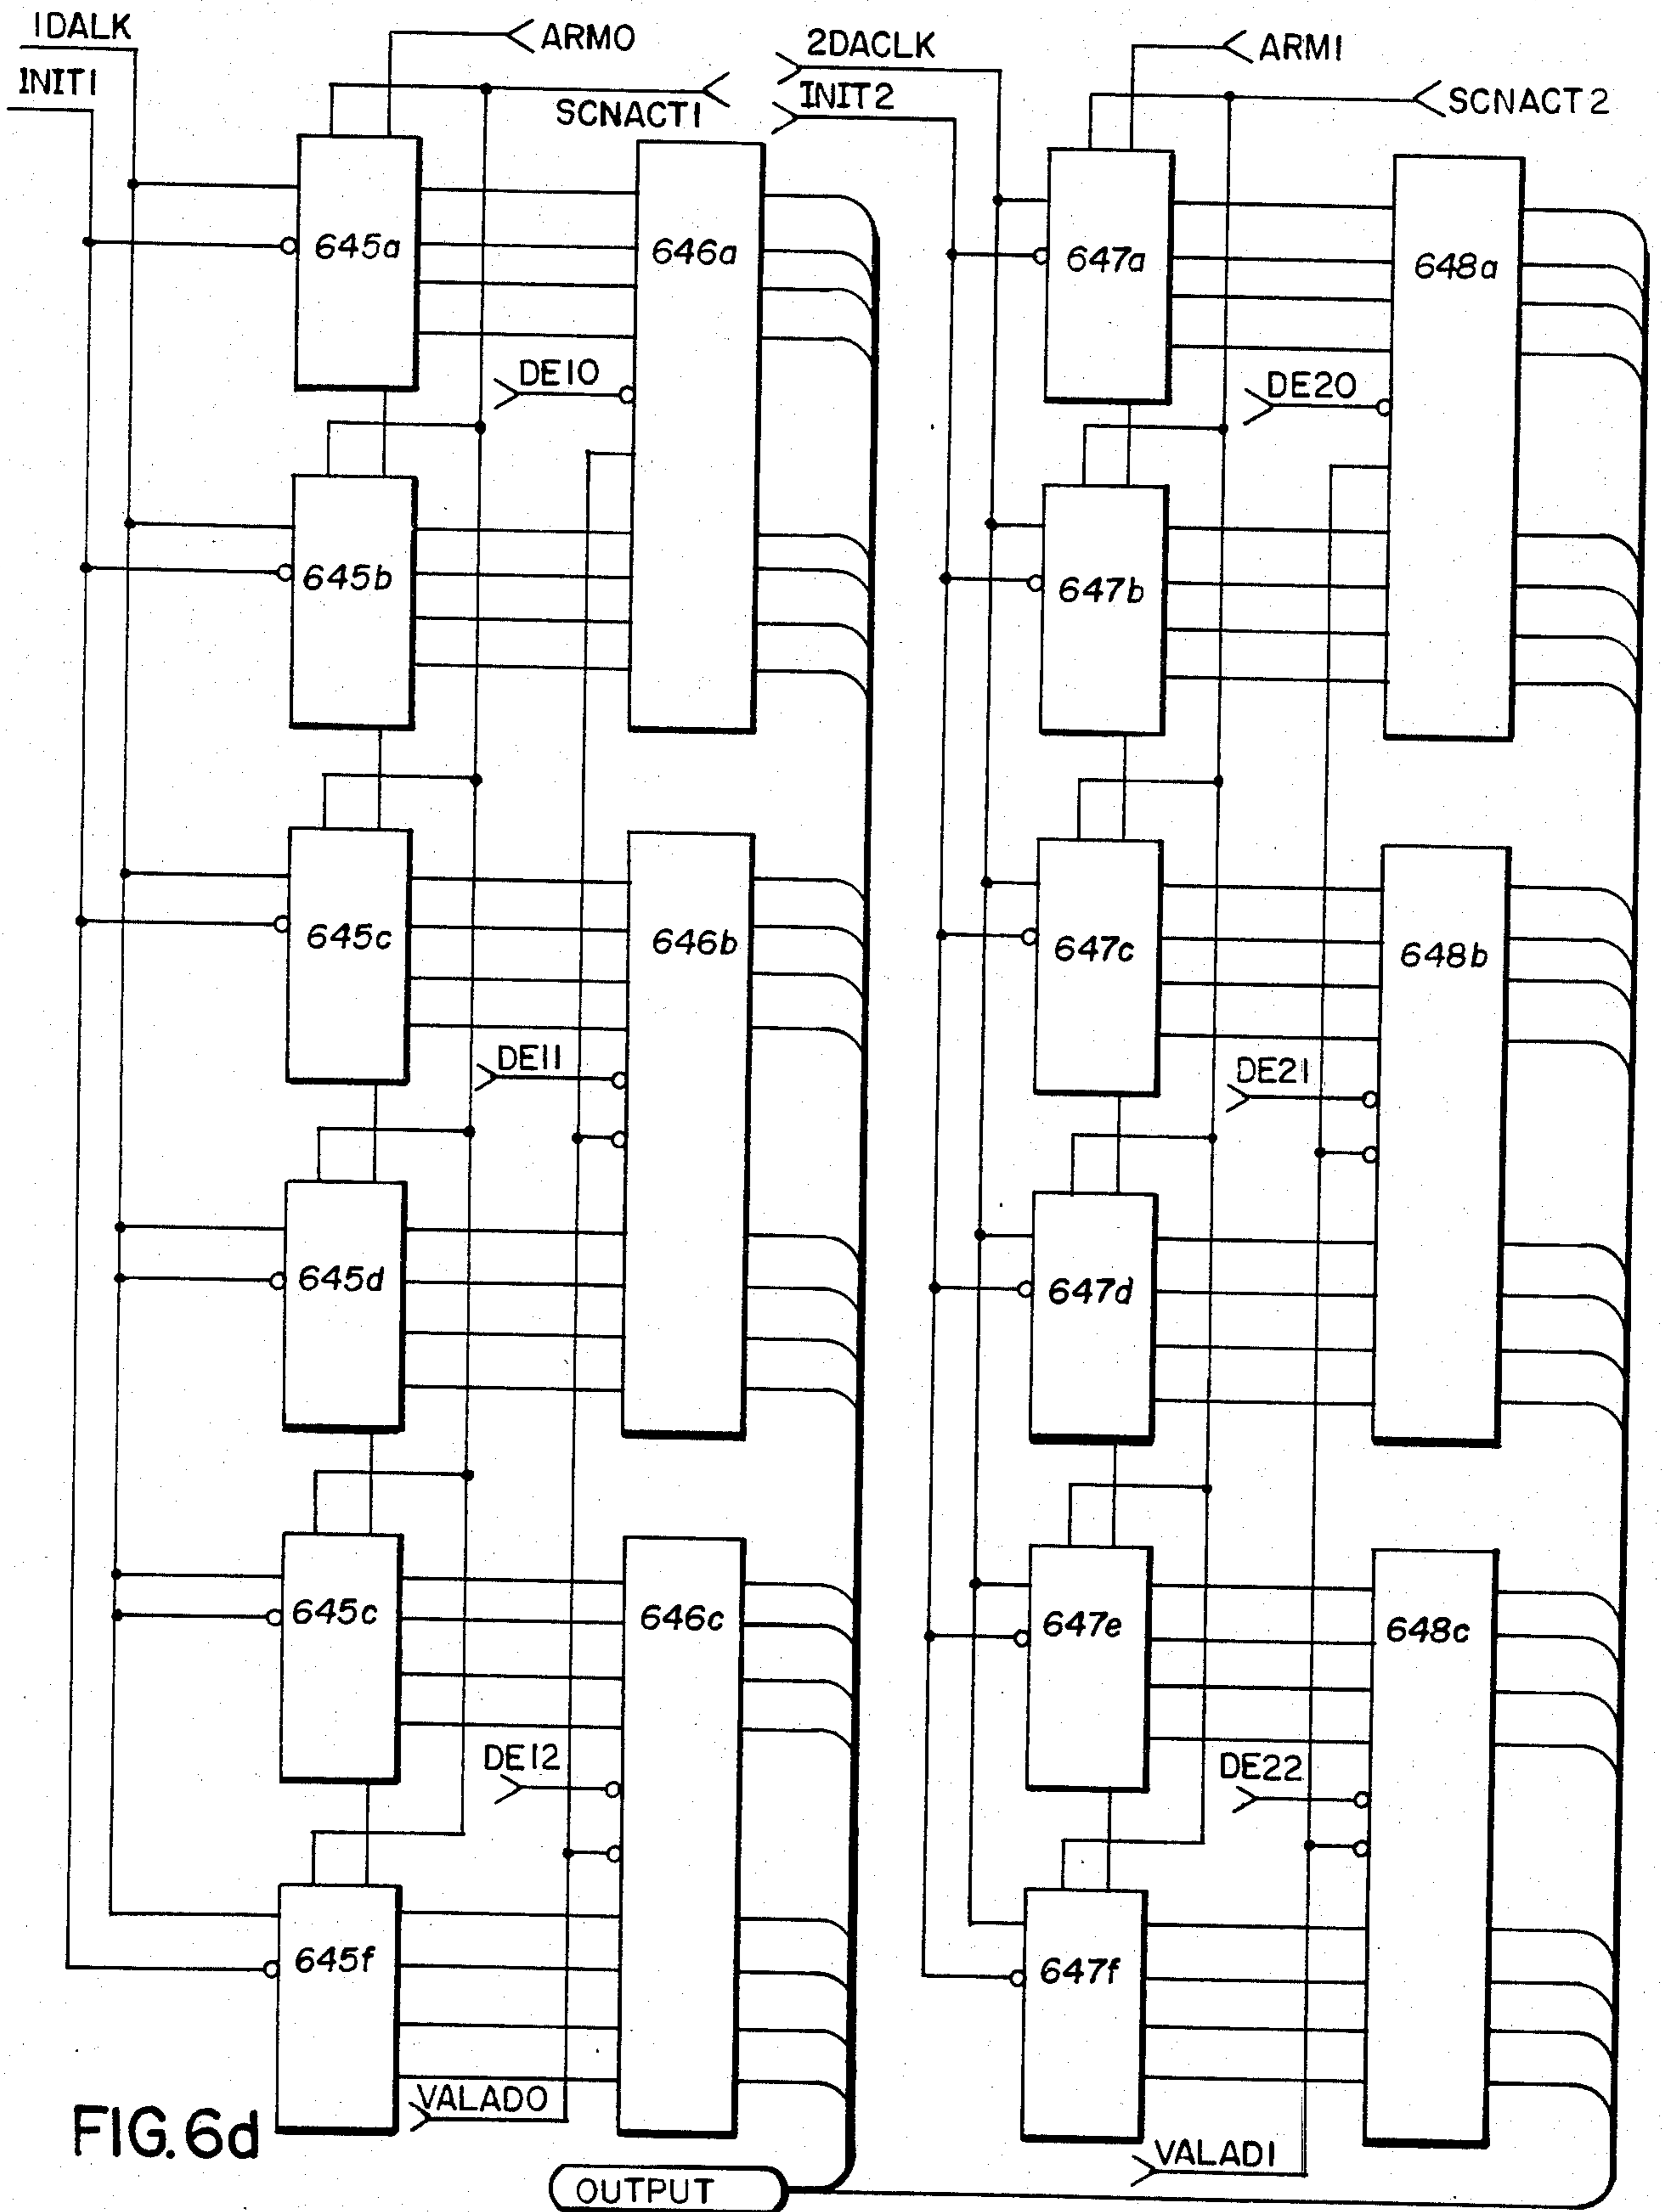 1DALK
ARM0
2DACLK
ARM1
INIT1
SCNACT1
INIT2
SCNACT2
645a
646a
647a
648a
DE10
DE20
645b
647b
645c
646b
647c
648b
DE11
DE21
645d
647d
645c
646c
647e
648c
DE12
DE22
645f
647f
VALAD0
VALAD1
FIG.6d
OUTPUT